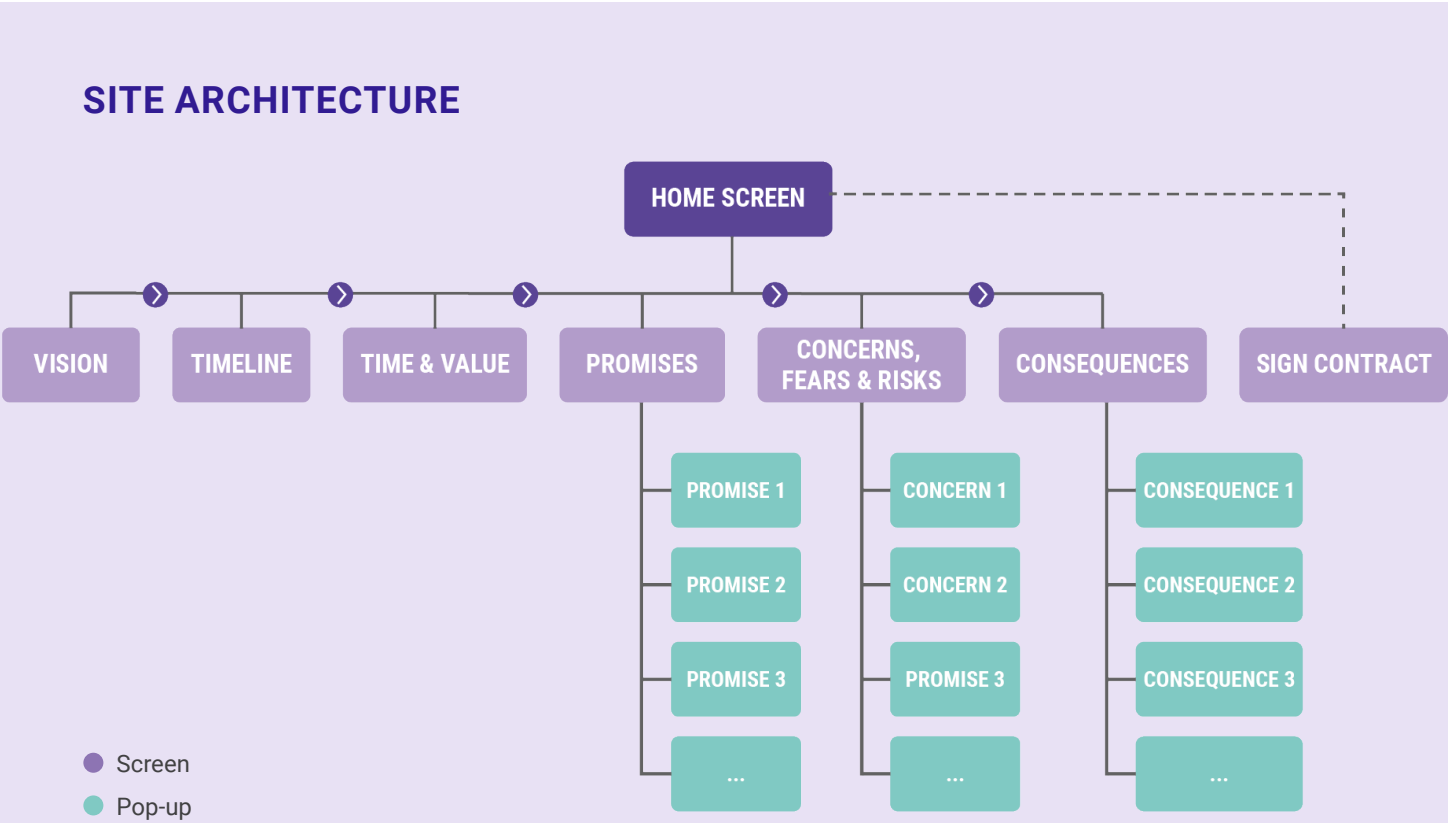 SITE ARCHITECTURE
HOME SCREEN
VISION
TIMELINE
TIME & VALUE
PROMISES
CONCERNS,
FEARS & RISKS
CONSEQUENCES
SIGN CONTRACT
PROMISE 1
CONCERN 1
CONSEQUENCE 1
PROMISE 2
CONCERN 2
CONSEQUENCE 2
PROMISE 3
PROMISE 3
CONSEQUENCE 3
...
...
...
Screen
Pop-up